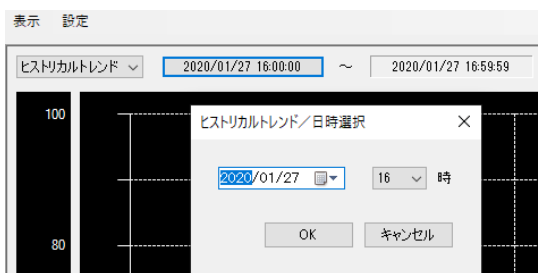 表示 設定
ヒストリカルトレンド 2020/01/27 16:00:00 ～ 2020/01/27 16:59:59
100
ヒストリカルトレンド／日時選択 ×
2020/01/27 16 時
OK キャンセル
80